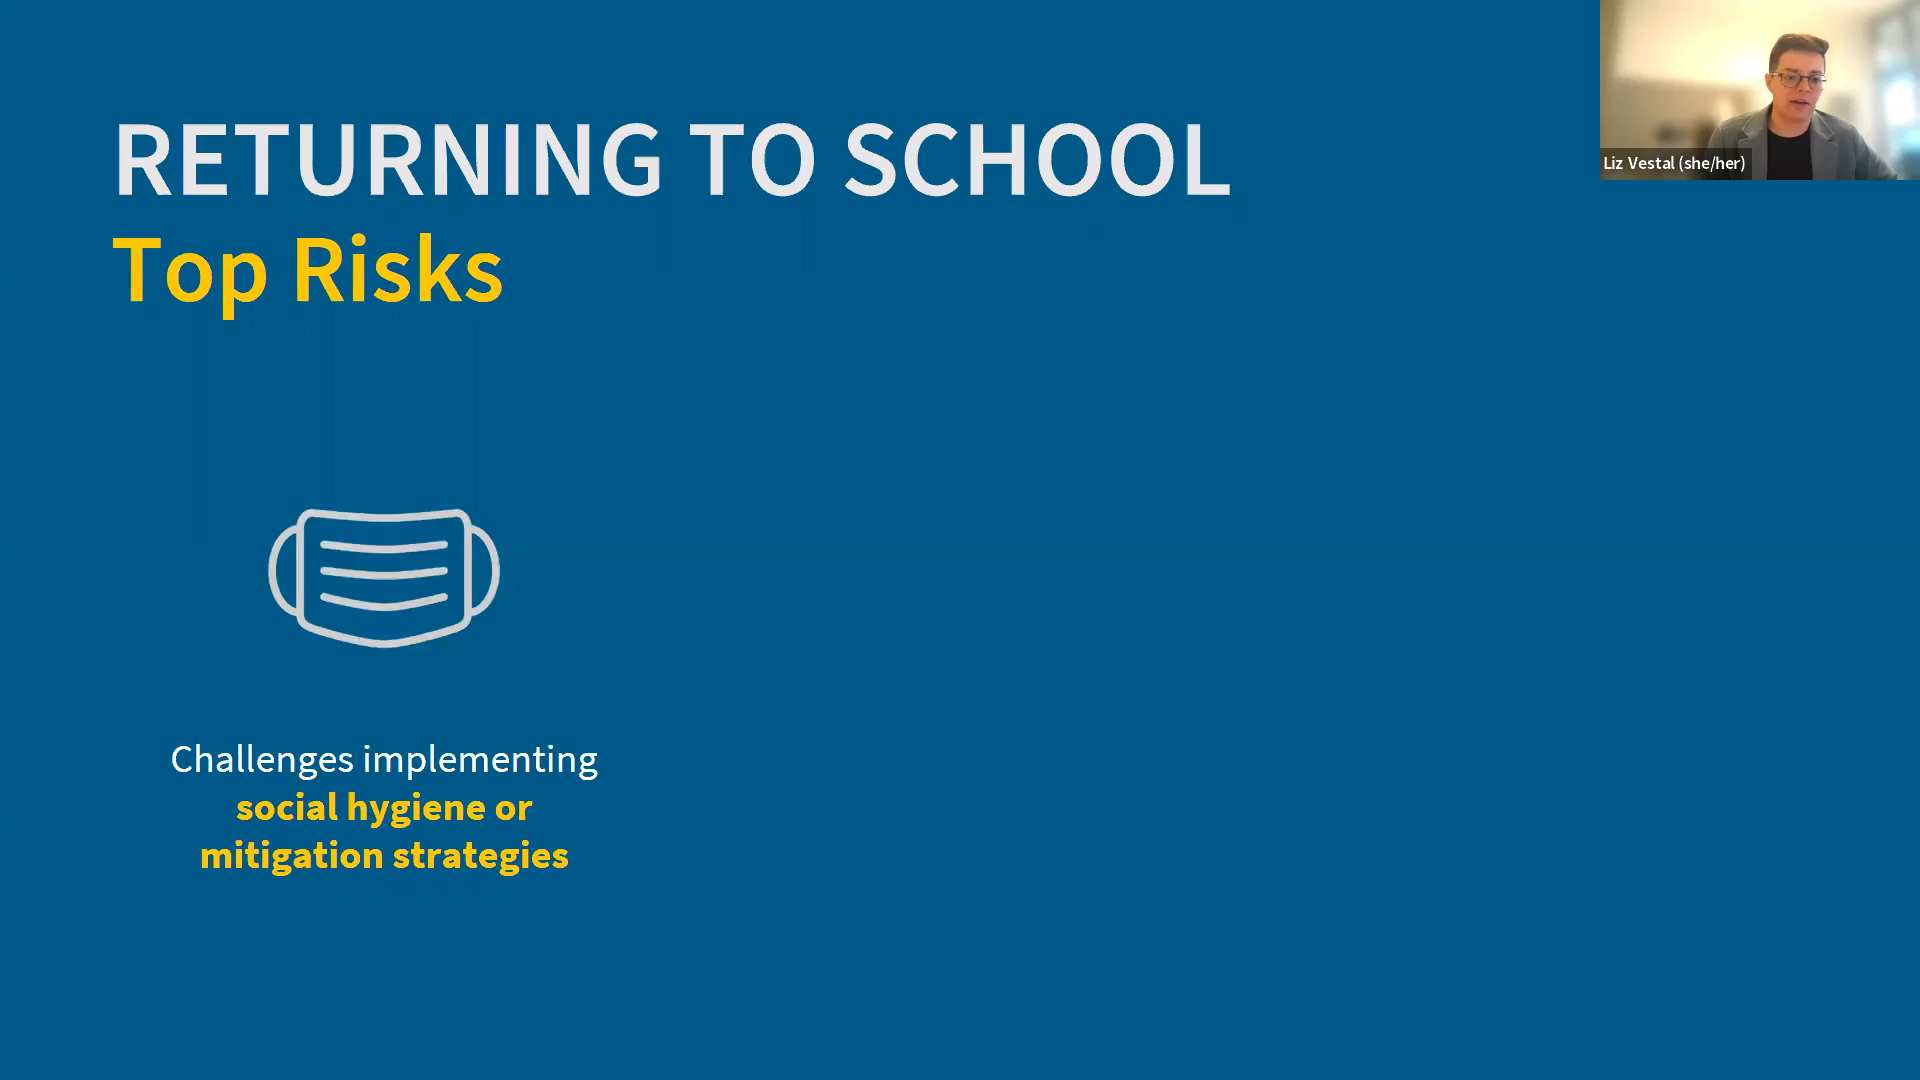 RETURNING TO SCHOOL
Top Risks
Challenges implementing
social hygiene or
mitigation strategies
Liz Vestal (she/her)